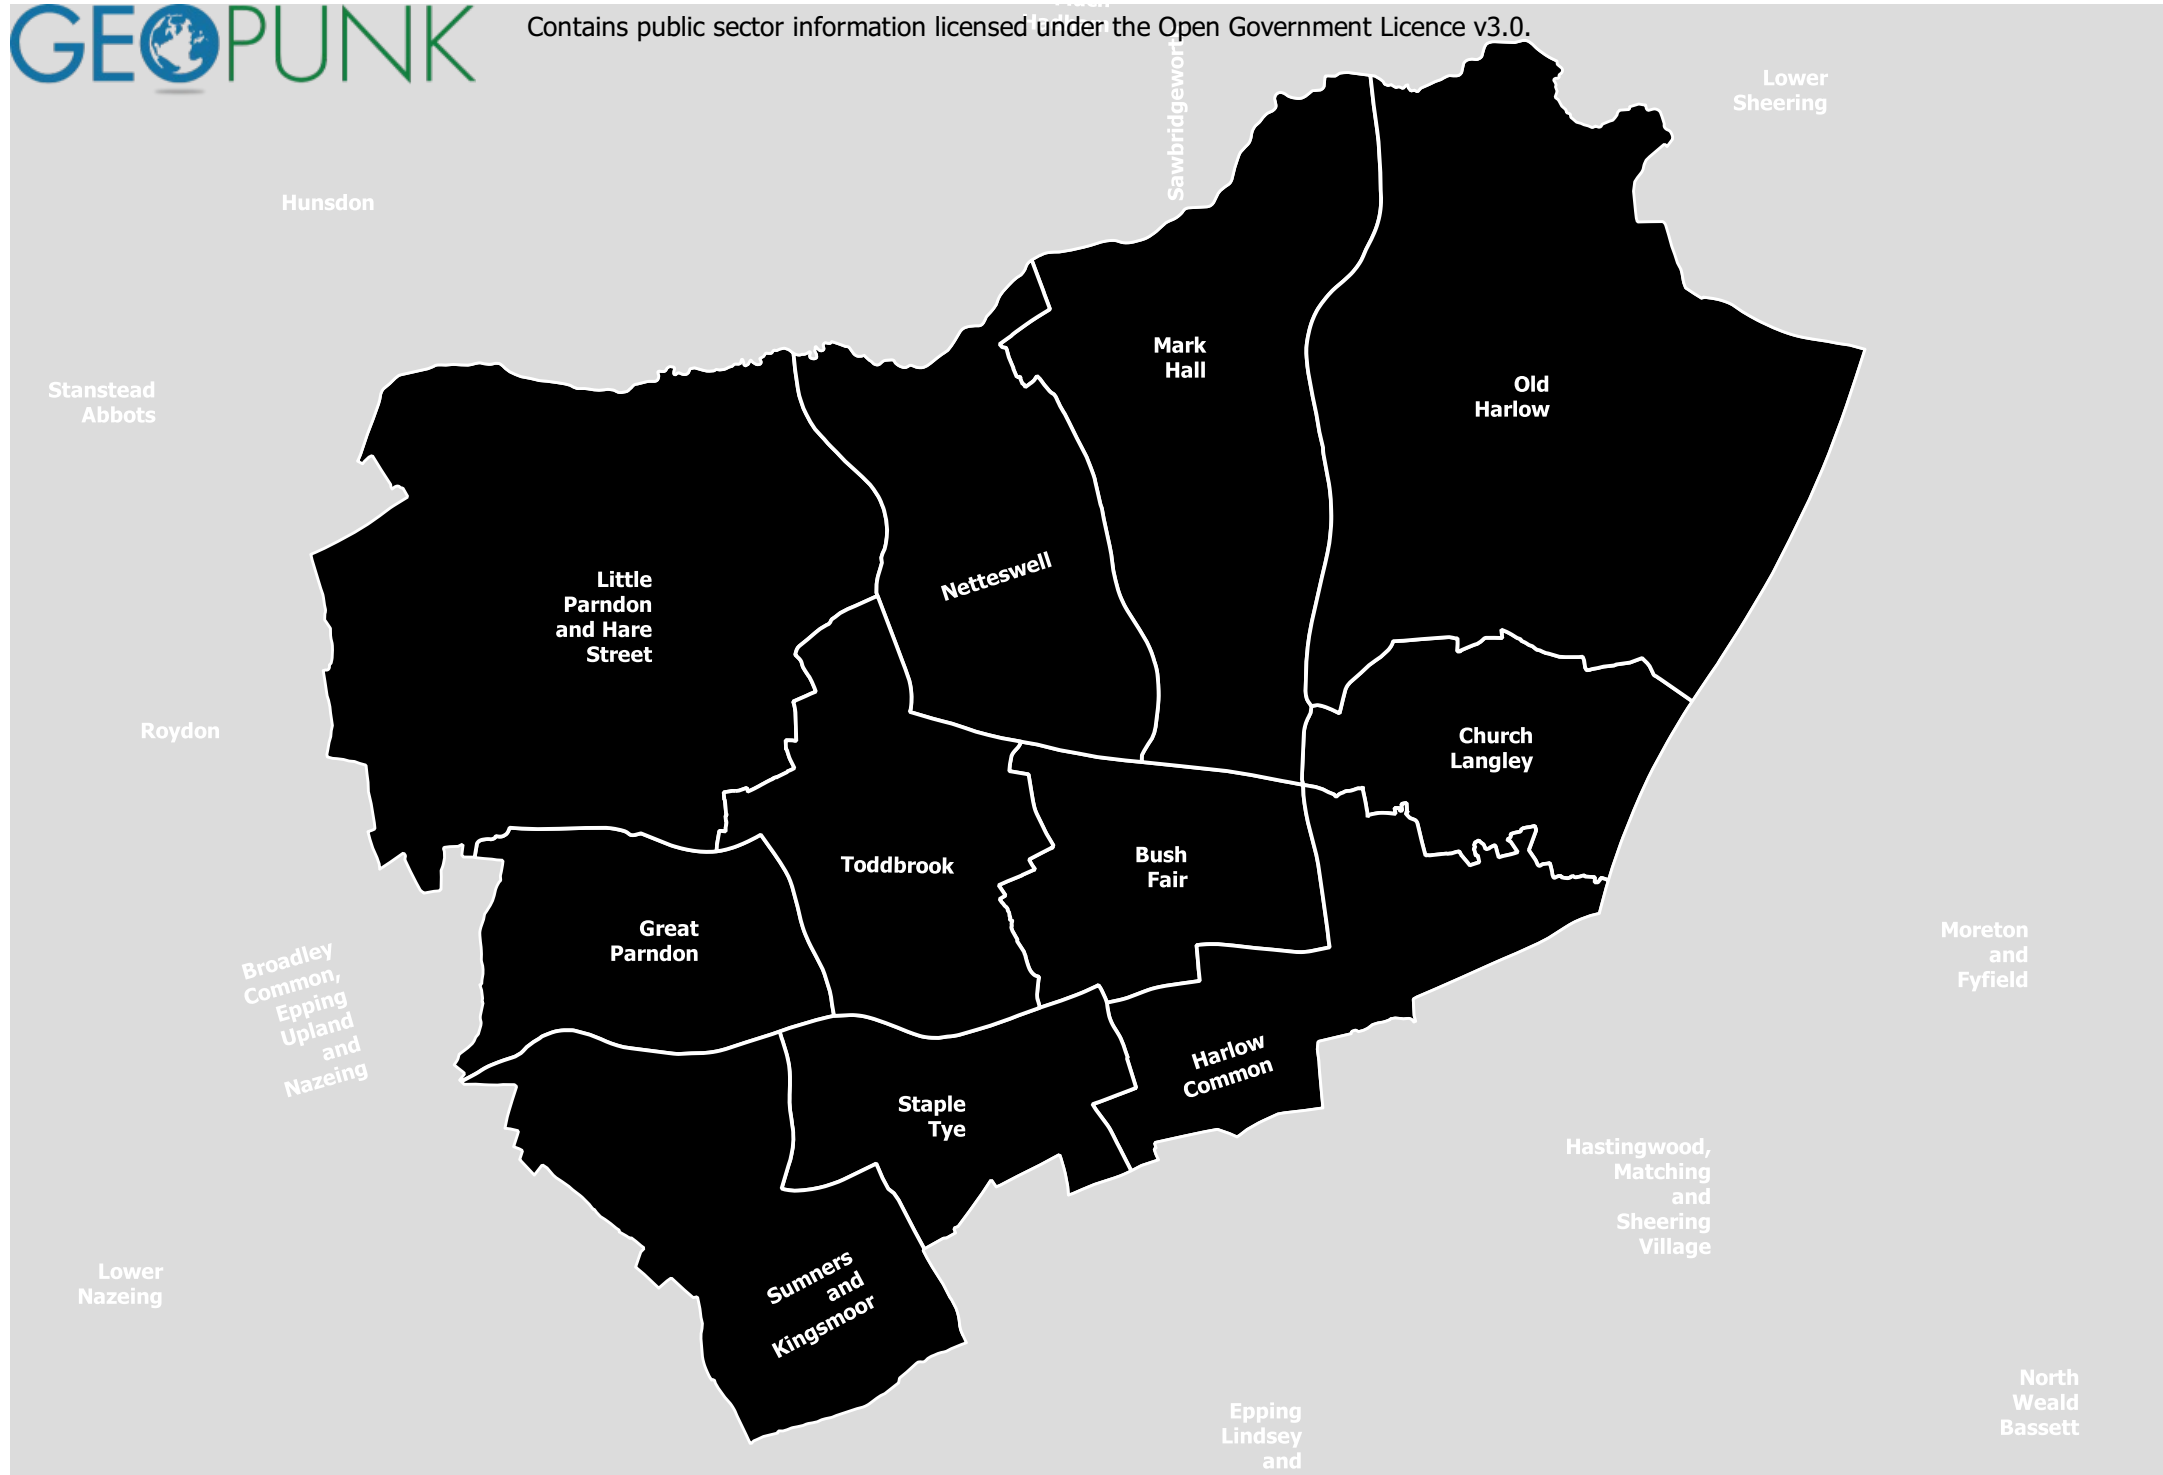 GEOPUNK
Contains public sector information licensed under the Open Government Licence v3.0.
Hadham
Sawbridgewort
Lower
Sheering
Hunsdon
Mark
Hall
Old
Harlow
Stanstead
Abbots
Netteswell
Little
Parndon
and Hare
Street
Roydon
Church
Langley
Toddbrook
Bush
Fair
Great
Parndon
Moreton
and
Fyfield
Broadley
Common,
Epping
Upland
and
Nazeing
Harlow
Common
Staple
Tye
Hastingwood,
Matching
and
Sheering
Village
Lower
Nazeing
Sumners
and
Kingsmoor
North
Weald
Bassett
Epping
Lindsey
and